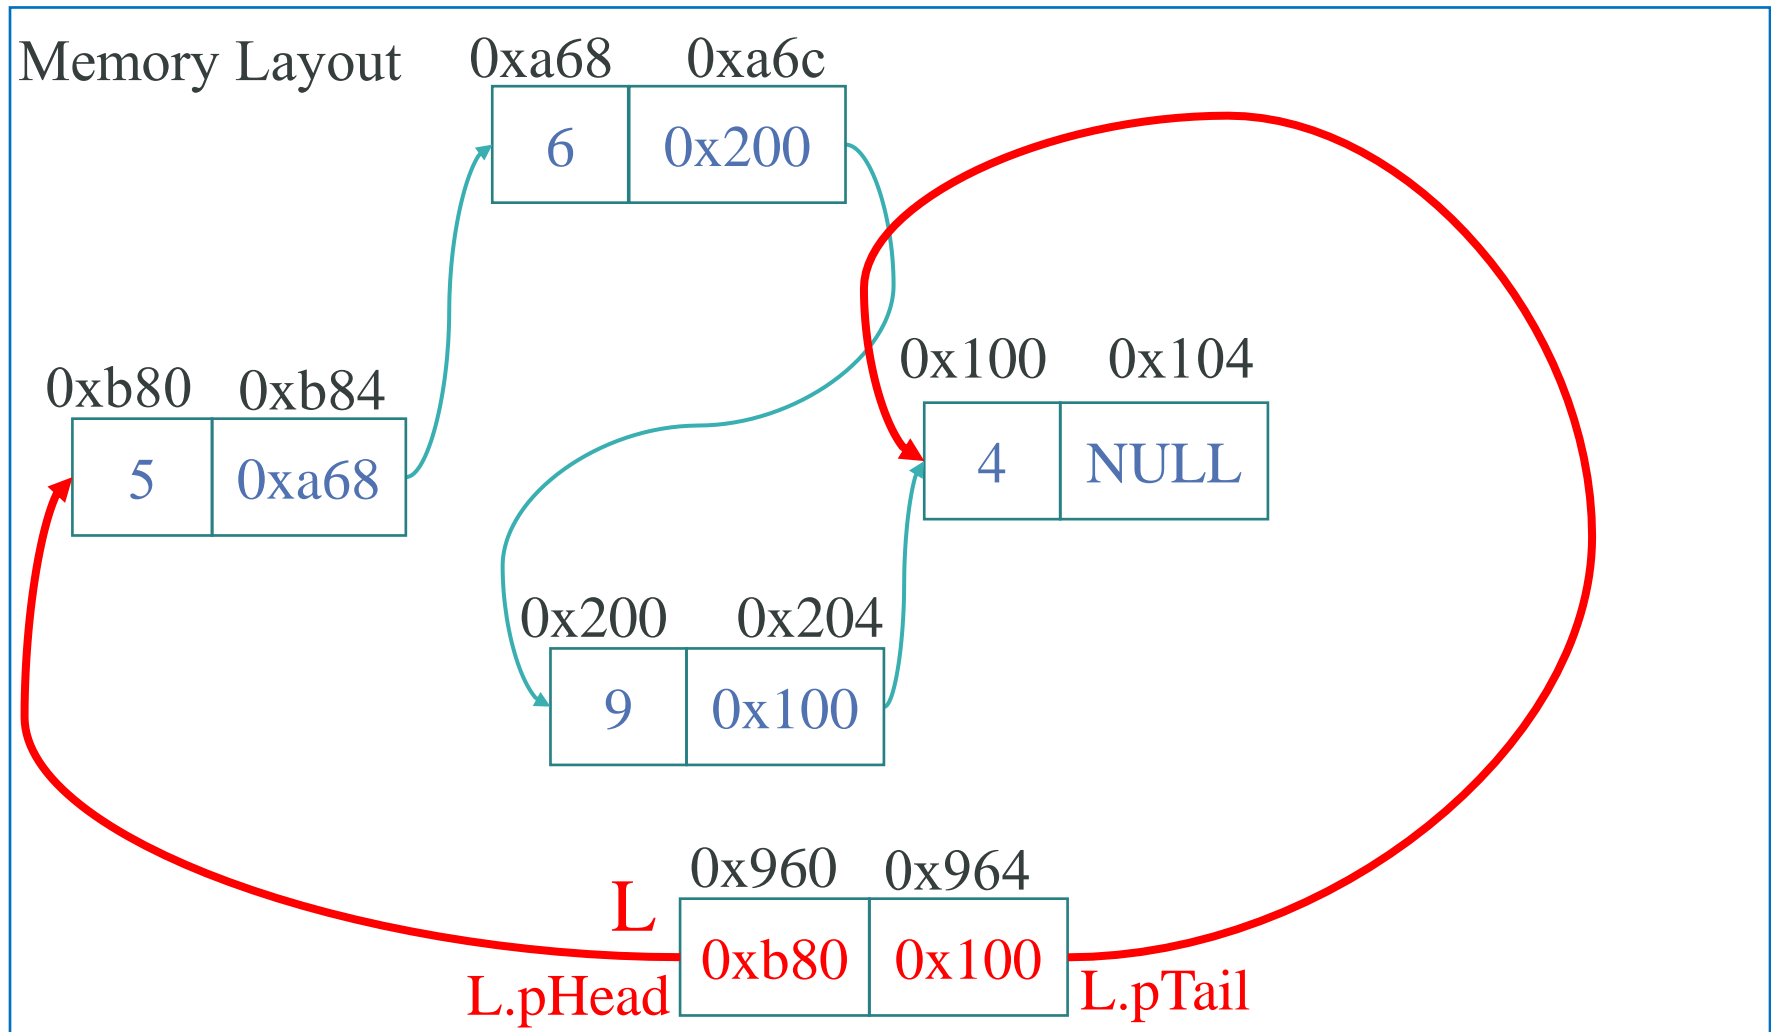 Memory Layout
0xa68 0xa6c
6 0x200
0x100 0x104
4 NULL
0xb80 0xb84
5 0xa68
0x200 0x204
9 0x100
0x960 0x964
L
0xb80 0x100
L.pHead
L.pTail